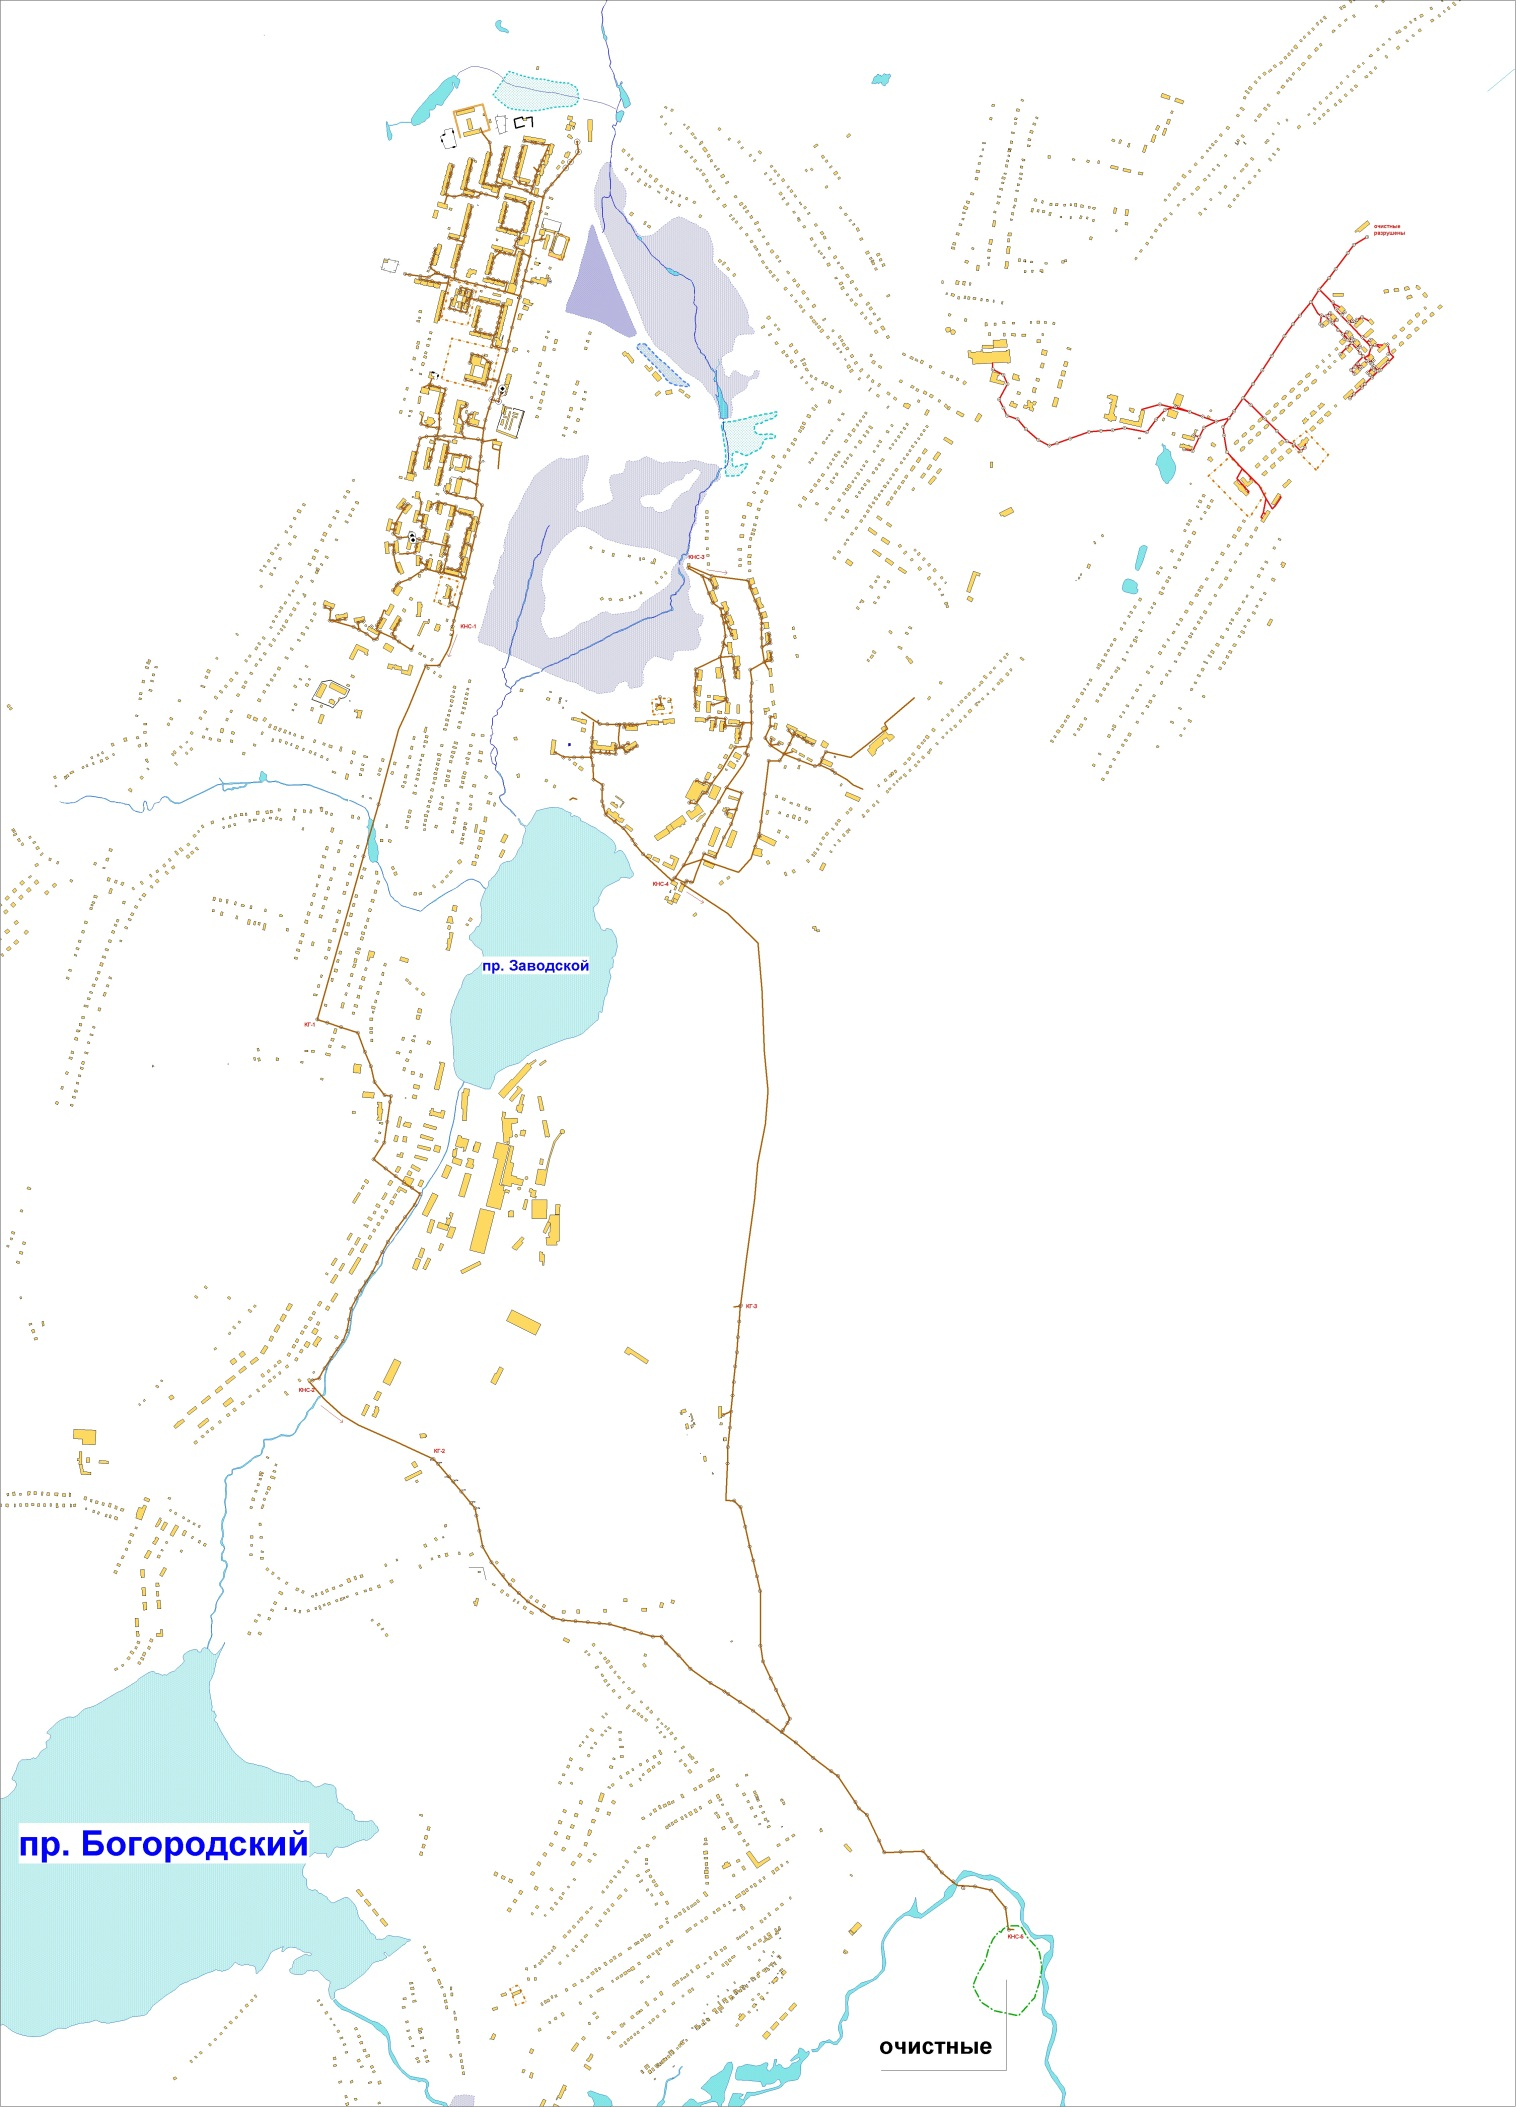 очистные
разрушены
КНС-3
КНС-1
КНС-4
пр. Заводской
КГ-1
КГ-3
КНС-2
КГ-2
пр. Богородский
КНС-6
очистные